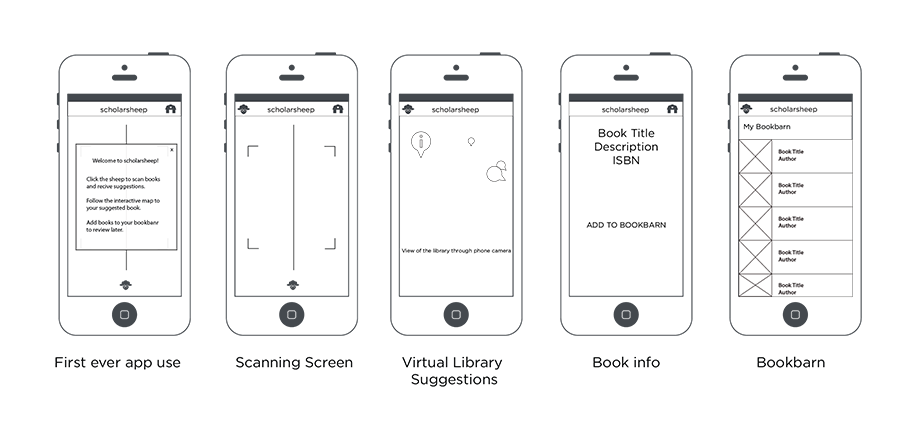 scholarsheep
x
Welcome to scholarsheep!
Click the sheep to scan books
and recive suggestions.
Follow the interactive map to
your suggested book.
Add books to your bookbanr
to review later.
First ever app use
scholarsheep
Scanning Screen
scholarsheep
i
View of the library through phone camera
Virtual Library
Suggestions
scholarsheep
Book Title
Description
ISBN
ADD TO BOOKBARN
Book info
scholarsheep
My Bookbarn
Book Title
Author
Book Title
Author
Book Title
Author
Book Title
Author
Book Title
Author
Bookbarn